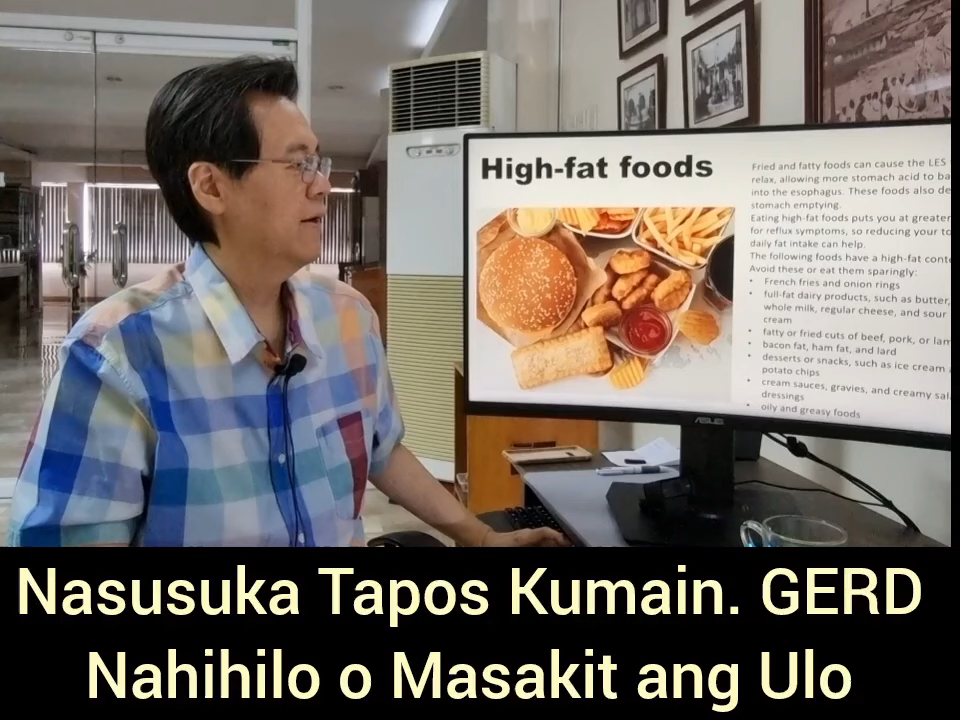 High-fat foods
Fried and fatty foods can cause the LES
relax, allowing more stomach acid to ba
into the esophagus. These foods also de
stomach emptying.
Eating high-fat foods puts you at greater
for reflux symptoms, so reducing your to
daily fat intake can help.
The following foods have a high-fat conte
Avoid these or eat them sparingly:
• French fries and onion rings
• full-fat dairy products, such as butter,
whole milk, regular cheese, and sour
cream
• fatty or fried cuts of beef, pork, or lam
• bacon fat, ham fat, and lard
• desserts or snacks, such as ice cream
potato chips
• cream sauces, gravies, and creamy sal
dressings
• oily and greasy foods
ASUS
Nasusuka Tapos Kumain. GERD
Nahihilo o Masakit ang Ulo